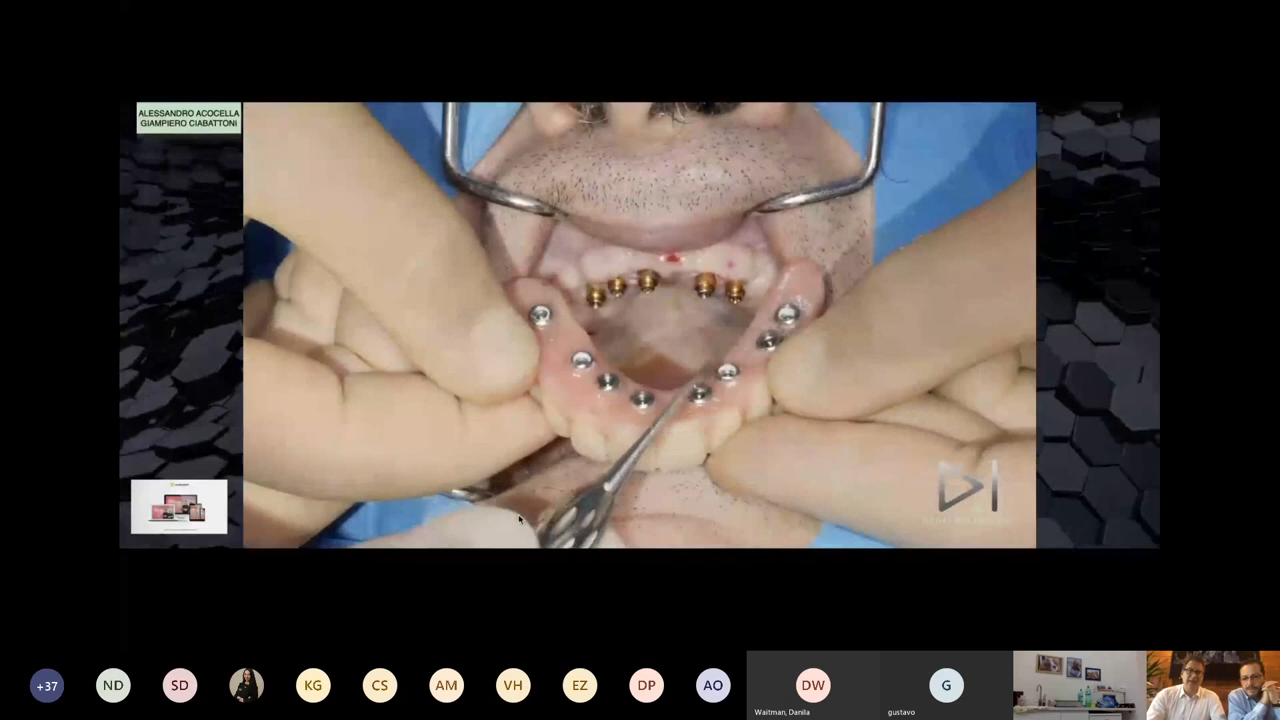 ALESSANDRO ACOCELLA
GIAMPIERO CIABATTONI
+37
ND
SD
KG
CS
AM
VH
EZ
DP
AO
DW
Waitman, Danila
G
gustavo